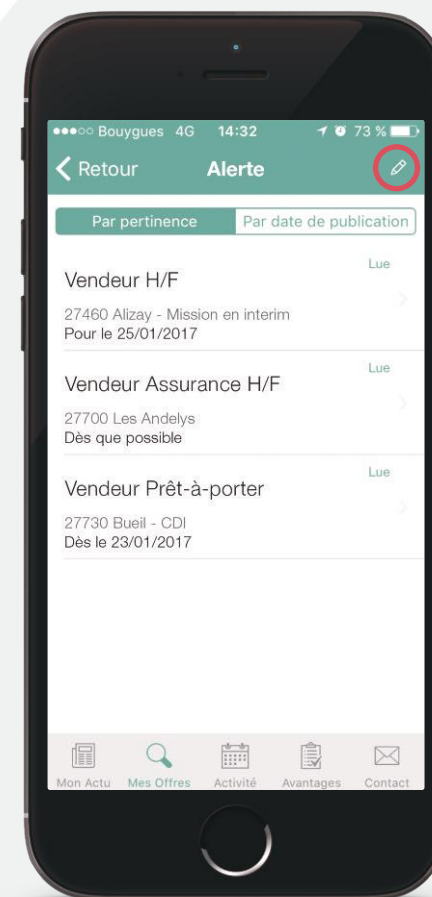 Bouygues 4G 14:32 73 %
Retour Alerte
Par pertinence Par date de publication
Vendeur H/F Lue
27460 Alizay - Mission en interim
Pour le 25/01/2017
Vendeur Assurance H/F Lue
27700 Les Andelys
Dès que possible
Vendeur Prêt-à-porter Lue
27730 Bueil - CDI
Dès le 23/01/2017
Mon Actu Mes Offres Activité Avantages Contact